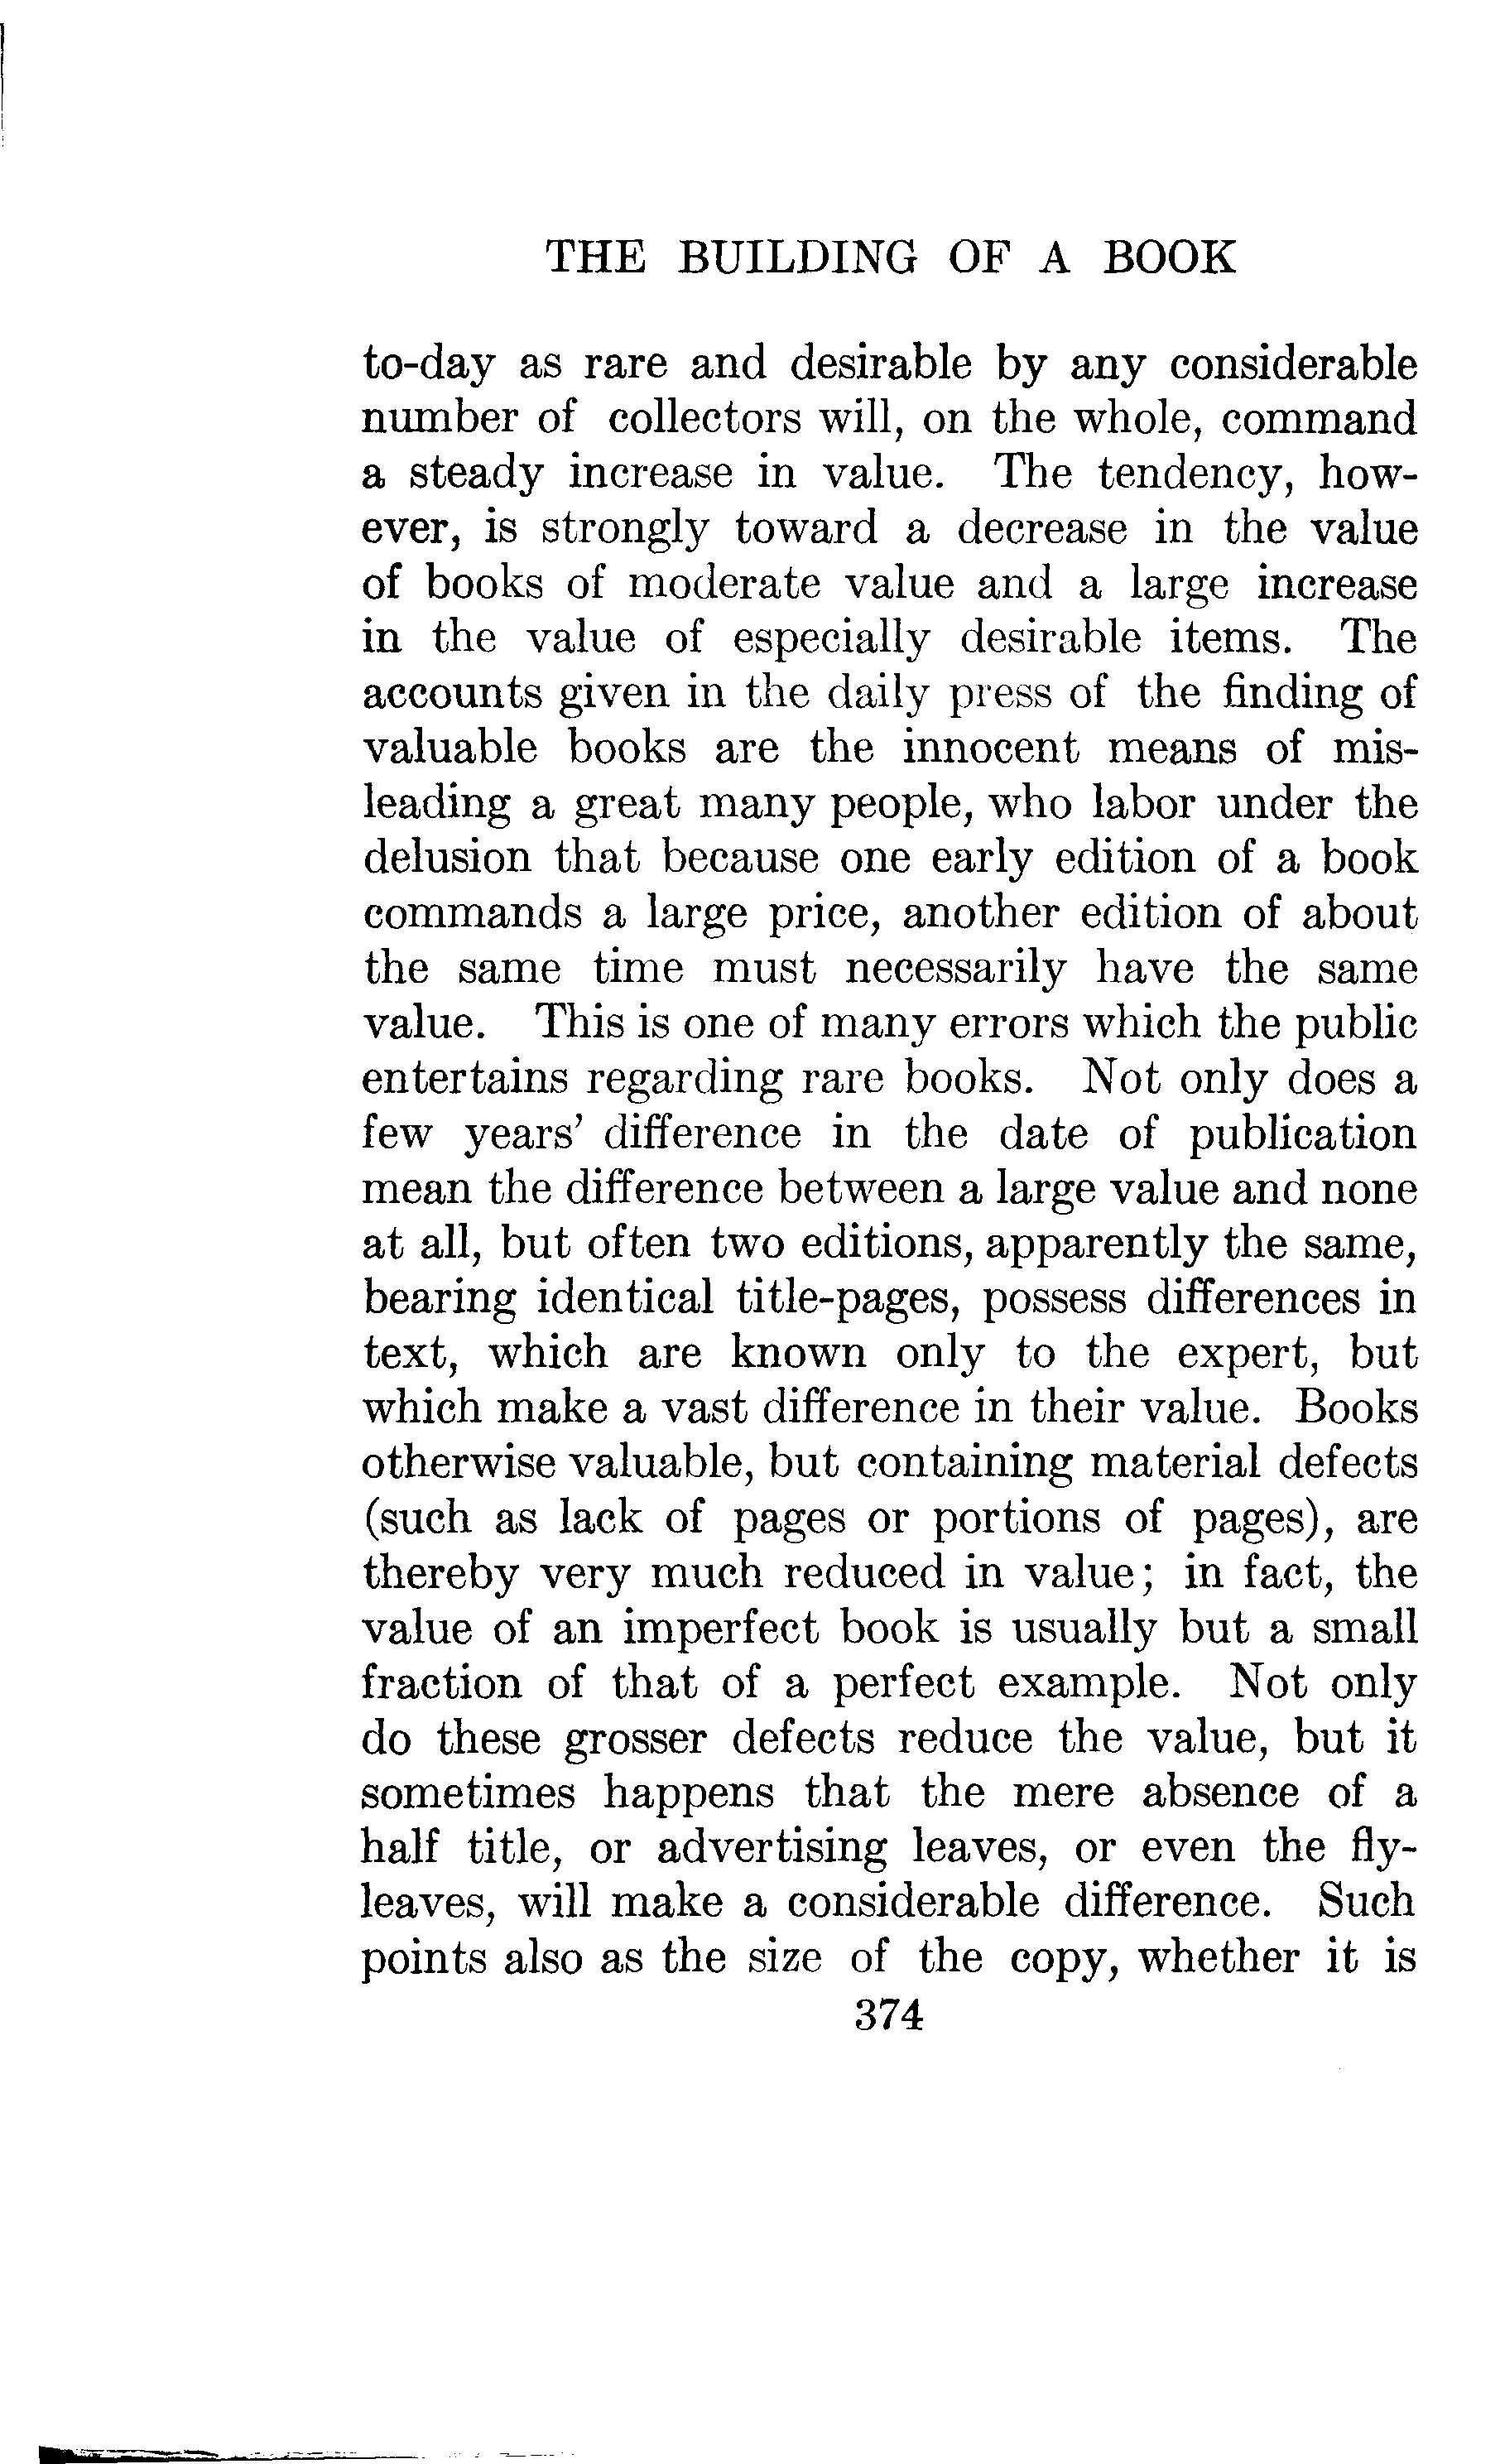 THE BUILDING OF A BOOK
to-day as rare and desirable by any considerable
number of collectors will, on the whole, command
a steady increase in value. The tendency, how-
ever, is strongly toward a decrease in the value
of books of moderate value and a large increase
in the value of especially desirable items. The
accounts given in the daily press of the finding of
valuable books are the innocent means of mis-
leading a great many people, who labor under the
delusion that because one early edition of a book
commands a large price, another edition of about
the same time must necessarily have the same
value. This is one of many errors which the public
entertains regarding rare books. Not only does a
few years' difference in the date of publication
mean the difference between a large value and none
at all, but often two editions, apparently the same,
bearing identical title-pages, possess differences in
text, which are known only to the expert, but
which make a vast difference in their value. Books
otherwise valuable, but containing material defects
(such as lack of pages or portions of pages), are
thereby very much reduced in value; in fact, the
value of an imperfect book is usually but a small
fraction of that of a perfect example. Not only
do these grosser defects reduce the value, but it
sometimes happens that the mere absence of a
half title, or advertising leaves, or even the fly-
leaves, will make a considerable difference. Such
points also as the size of the copy, whether it is
374